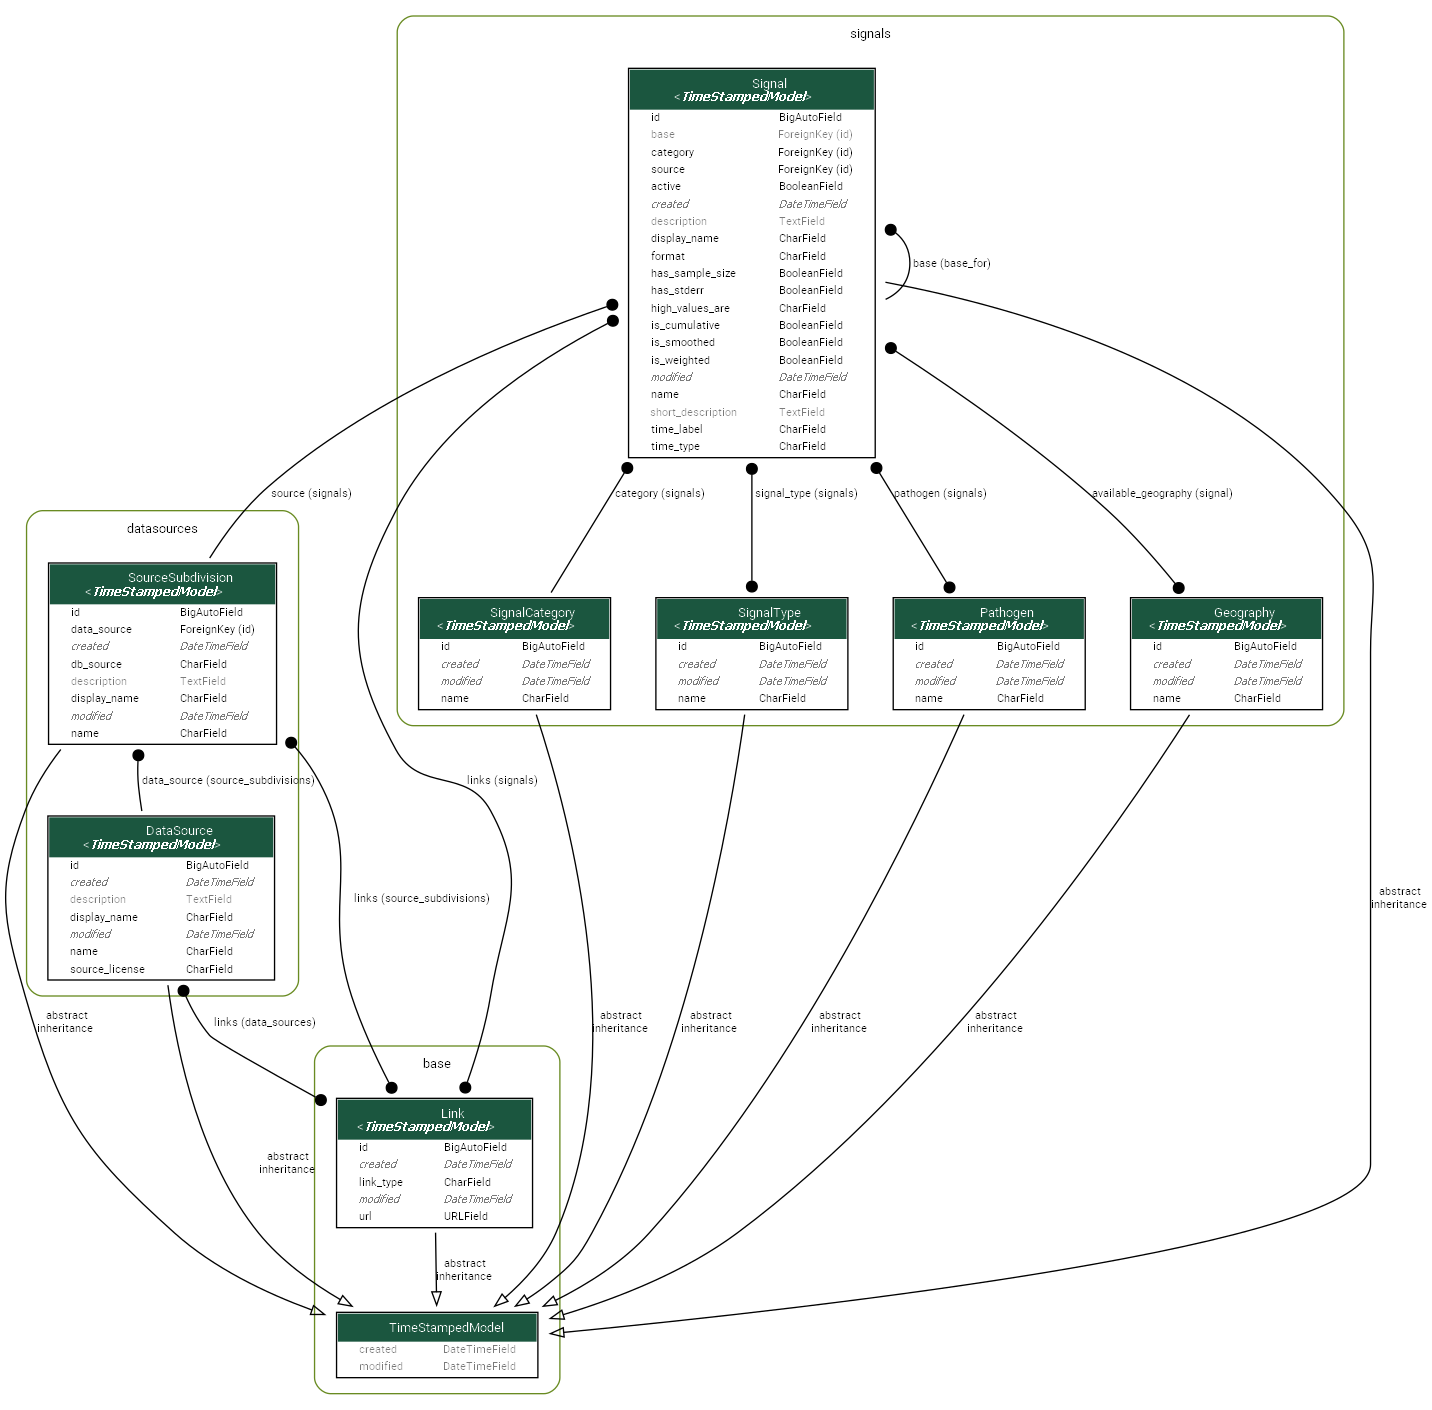 signals
Signal
<TimeStampedModel>
id BigAutoField
base ForeignKey (id)
category ForeignKey (id)
source ForeignKey (id)
active BooleanField
created DateTimeField
description TextField
display_name CharField
format CharField
has_sample_size BooleanField
has_stderr BooleanField
high_values_are CharField
is_cumulative BooleanField
is_smoothed BooleanField
is_weighted BooleanField
modified DateTimeField
name CharField
short_description TextField
time_label CharField
time_type CharField
base (base_for)
source (signals)
category (signals)
signal_type (signals)
pathogen (signals)
available_geography (signal)
datasources
SourceSubdivision
<TimeStampedModel>
id BigAutoField
data_source ForeignKey (id)
created DateTimeField
db_source CharField
description TextField
display_name CharField
modified DateTimeField
name CharField
SignalCategory
<TimeStampedModel>
id BigAutoField
created DateTimeField
modified DateTimeField
name CharField
SignalType
<TimeStampedModel>
id BigAutoField
created DateTimeField
modified DateTimeField
name CharField
Pathogen
<TimeStampedModel>
id BigAutoField
created DateTimeField
modified DateTimeField
name CharField
Geography
<TimeStampedModel>
id BigAutoField
created DateTimeField
modified DateTimeField
name CharField
data_source (source_subdivisions)
links (signals)
DataSource
<TimeStampedModel>
id BigAutoField
created DateTimeField
description TextField
display_name CharField
modified DateTimeField
name CharField
source_license CharField
links (source_subdivisions)
abstract
inheritance
abstract
inheritance
links (data_sources)
abstract
inheritance
abstract
inheritance
abstract
inheritance
abstract
inheritance
base
Link
<TimeStampedModel>
id BigAutoField
created DateTimeField
link_type CharField
modified DateTimeField
url URLField
abstract
inheritance
abstract
inheritance
TimeStampedModel
created DateTimeField
modified DateTimeField